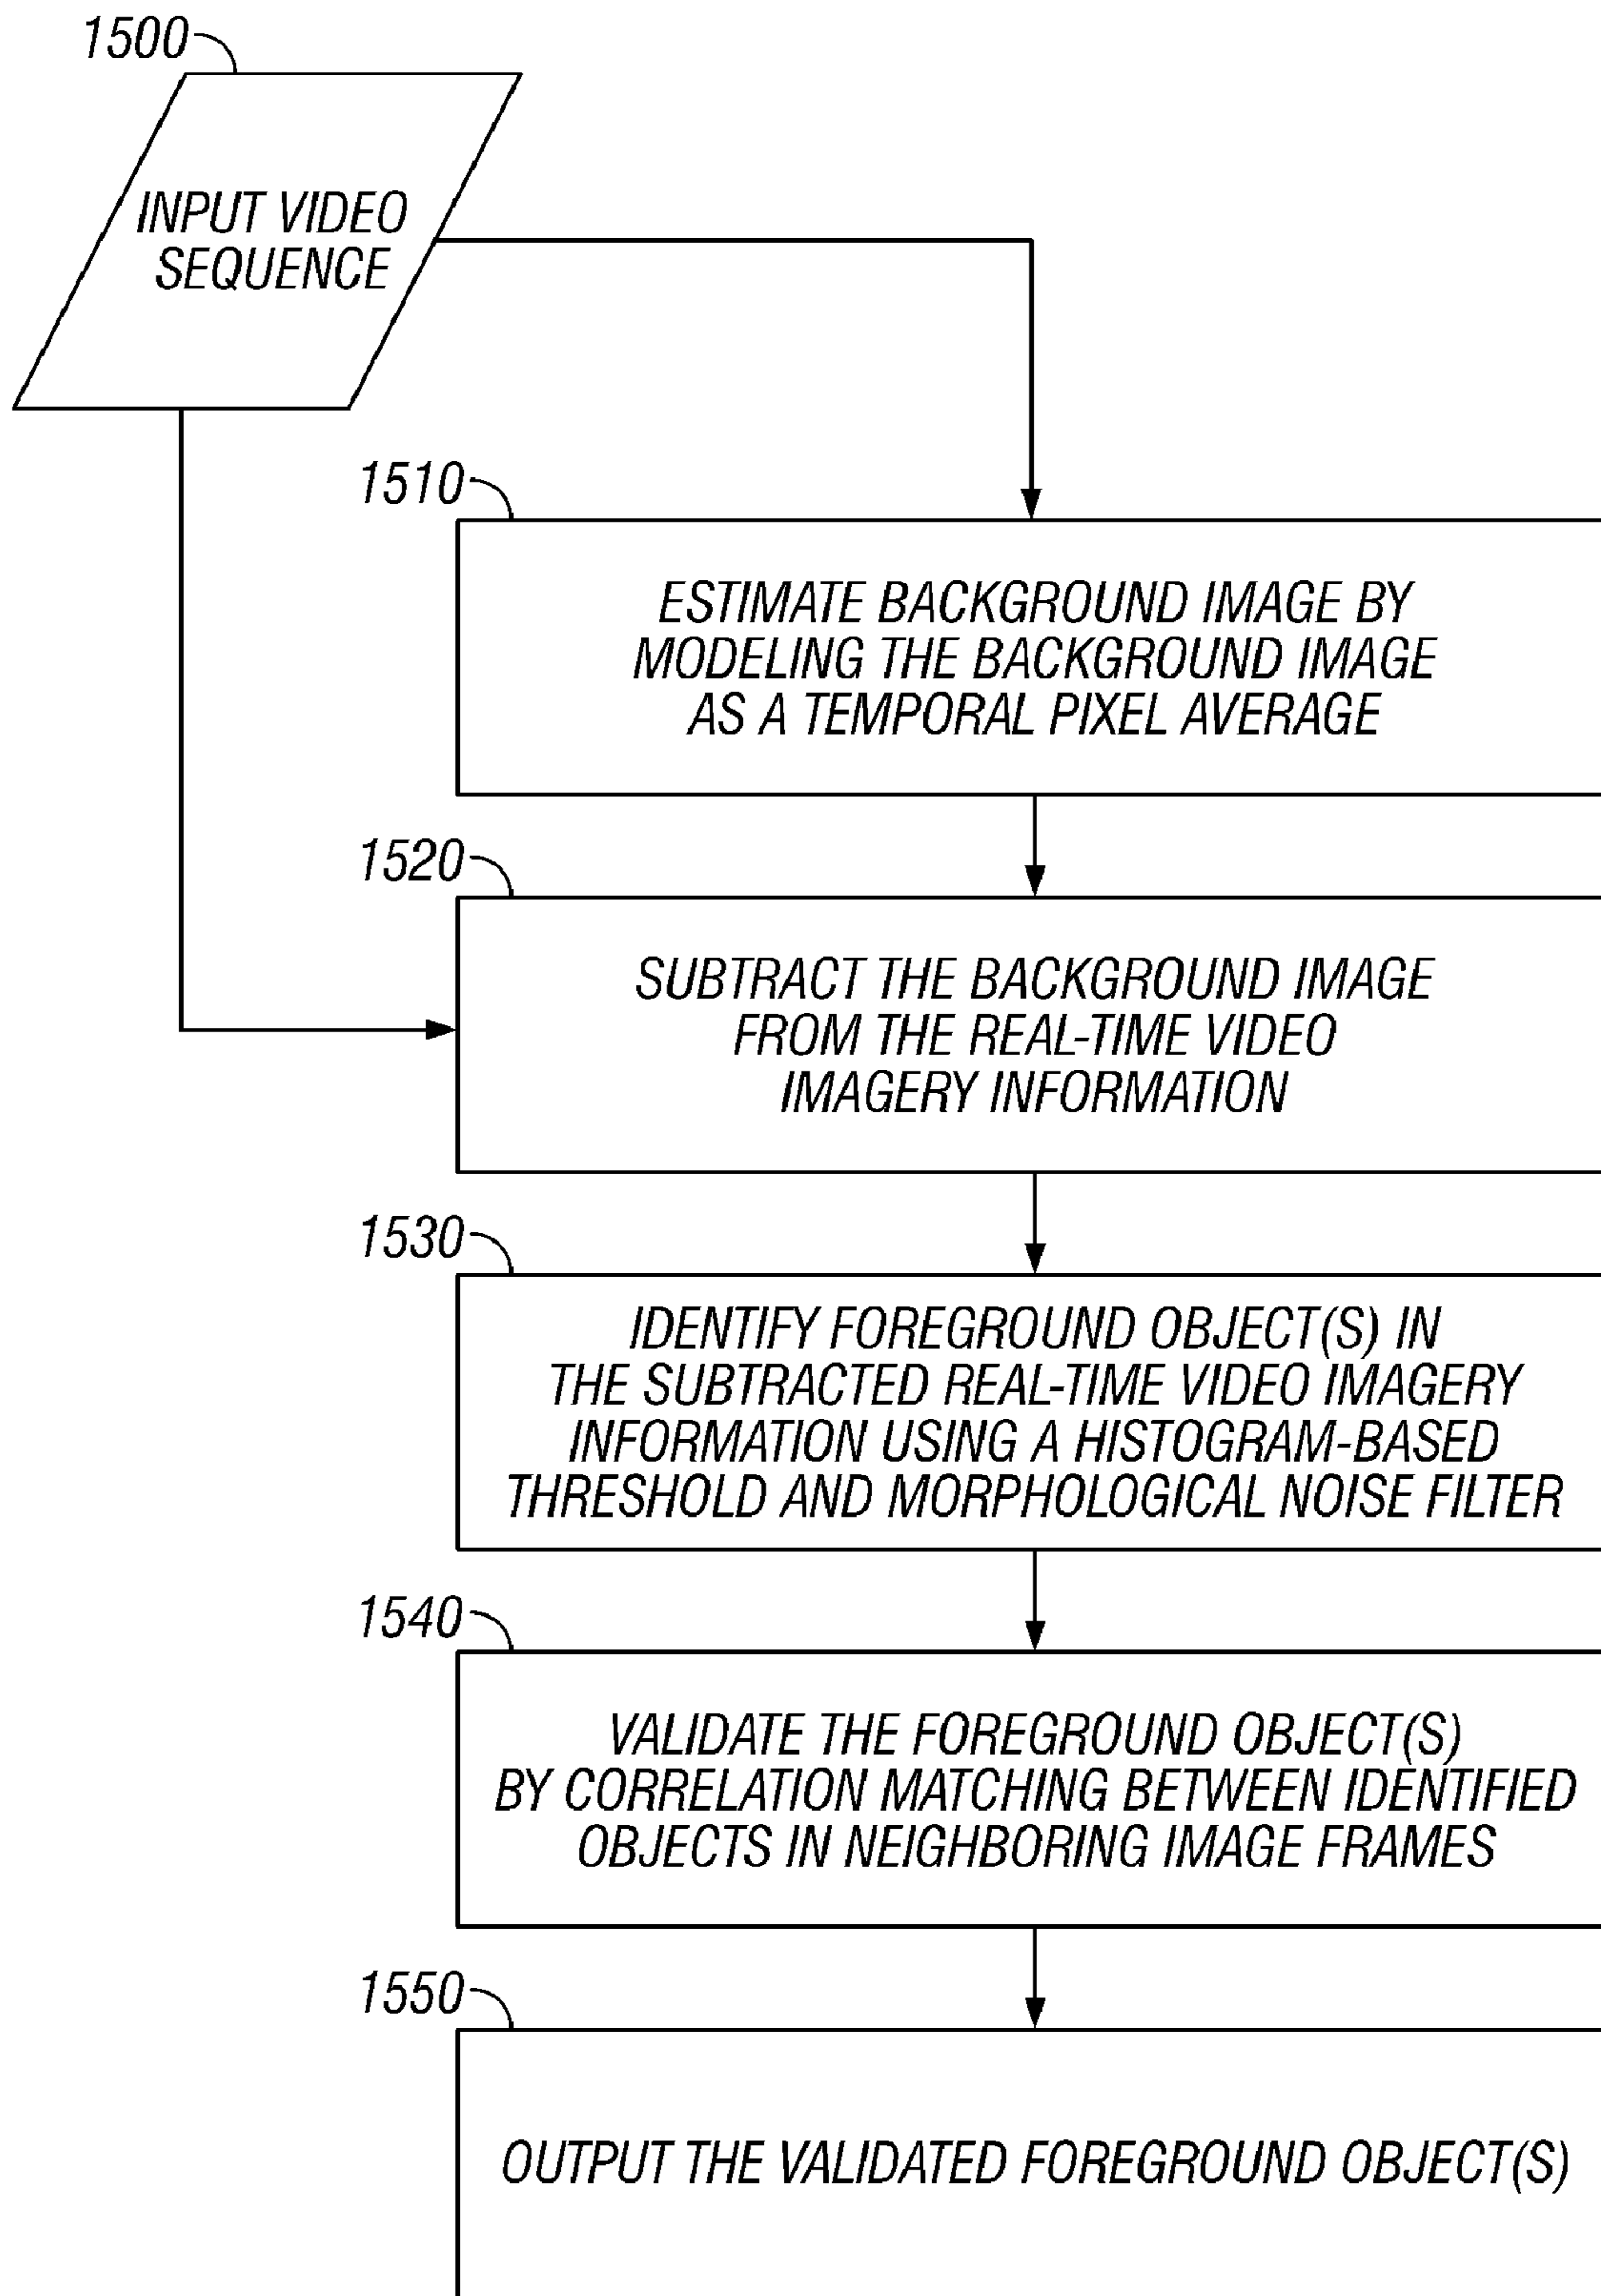 1500
INPUT VIDEO
SEQUENCE
1510
ESTIMATE BACKGROUND IMAGE BY
MODELING THE BACKGROUND IMAGE
AS A TEMPORAL PIXEL AVERAGE
1520
SUBTRACT THE BACKGROUND IMAGE
FROM THE REAL-TIME VIDEO
IMAGERY INFORMATION
1530
IDENTIFY FOREGROUND OBJECT(S) IN
THE SUBTRACTED REAL-TIME VIDEO IMAGERY
INFORMATION USING A HISTOGRAM-BASED
THRESHOLD AND MORPHOLOGICAL NOISE FILTER
1540
VALIDATE THE FOREGROUND OBJECT(S)
BY CORRELATION MATCHING BETWEEN IDENTIFIED
OBJECTS IN NEIGHBORING IMAGE FRAMES
1550
OUTPUT THE VALIDATED FOREGROUND OBJECT(S)